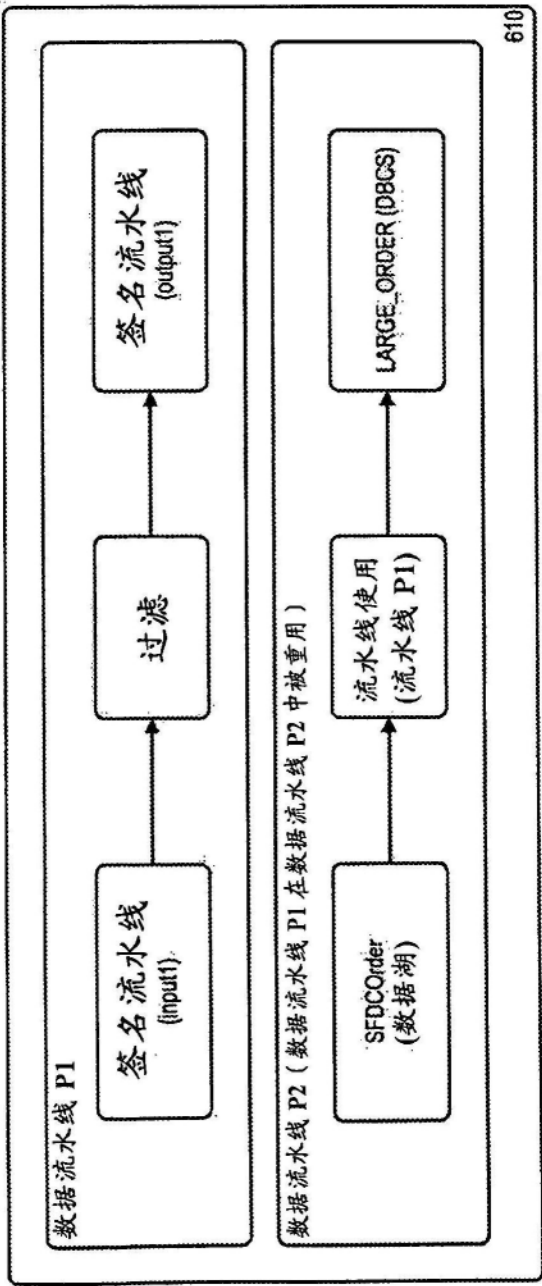 数据流水线 P1
签名流水线
(input1)
过滤
签名流水线
(output1)
数据流水线 P2（数据流水线 P1 在数据流水线 P2 中被重用）
SFDCOrder
(数据湖)
流水线使用
(流水线 P1)
LARGE_ORDER (DBCS)
610